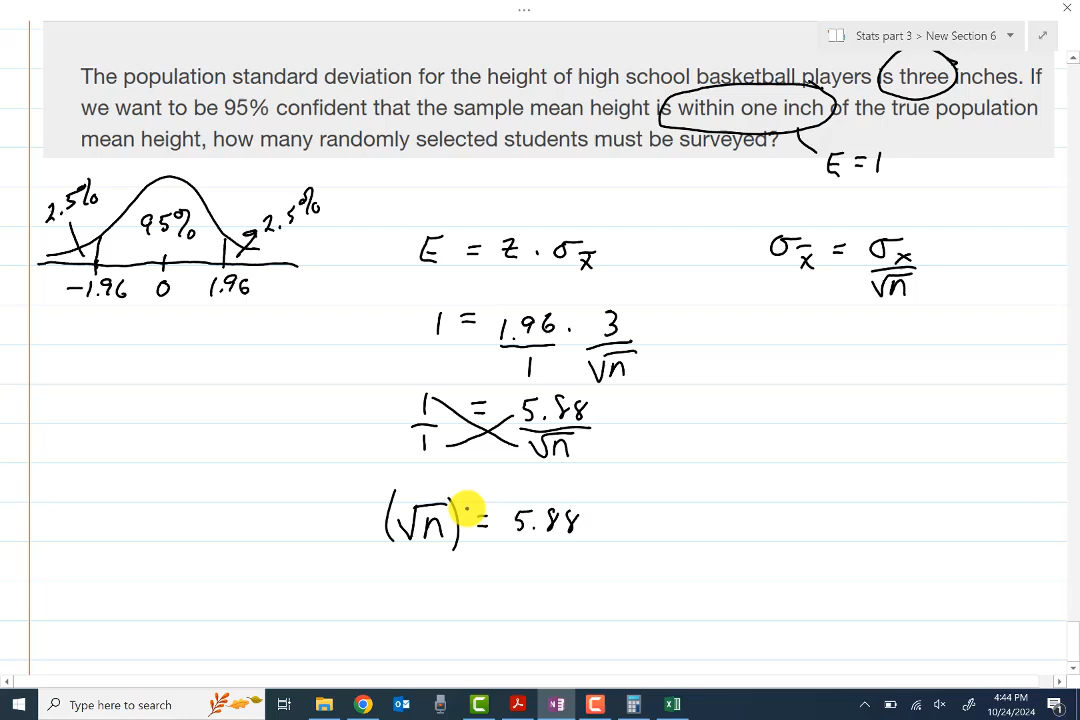 Stats part 3 > New Section 6
The population standard deviation for the height of high school basketball players is three inches. If
we want to be 95% confident that the sample mean height is within one inch of the true population
mean height, how many randomly selected students must be surveyed?
E = 1
2.5% 95% 2.5%
-1.96 0 1.96
E = z · σx̄
σx̄ = σx/√n
1 = 1.96/1 · 3/√n
1/1 = 5.88/√n
(√n) = 5.88
Type here to search
4:44 PM
10/24/2024